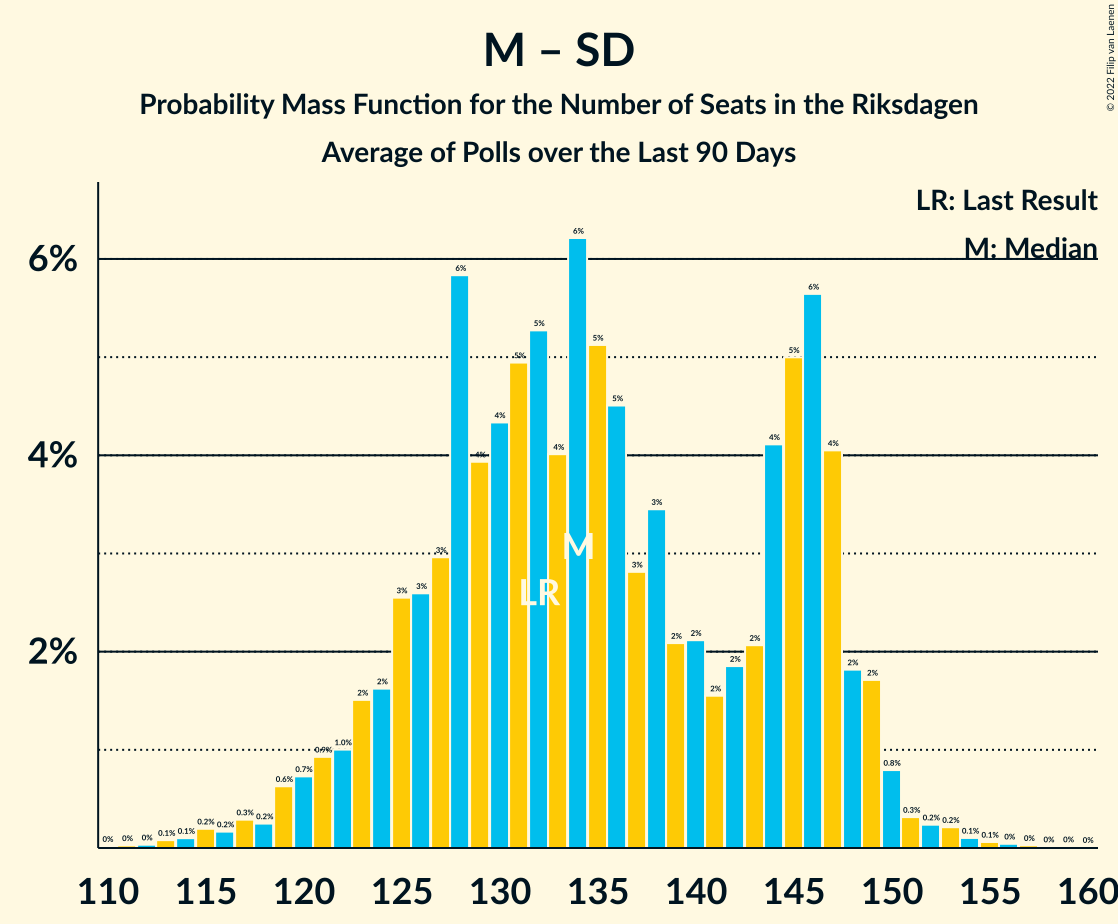 M – SD
Probability Mass Function for the Number of Seats in the Riksdagen
Average of Polls over the Last 90 Days
© 2022 Filip van Laenen
LR: Last Result
M: Median
6%
4%
2%
0% 0% 0% 0.1% 0.1% 0.2% 0.2% 0.3% 0.2% 0.6% 0.7% 0.9% 1.0% 2% 2% 3% 3% 3% 6% 4% 4% 5% 5% 4% 6% 5% 5% 3% 3% 2% 2% 2% 2% 2% 4% 5% 6% 4% 2% 2% 0.8% 0.3% 0.2% 0.2% 0.1% 0.1% 0% 0% 0% 0% 0%
M
LR
110 115 120 125 130 135 140 145 150 155 160